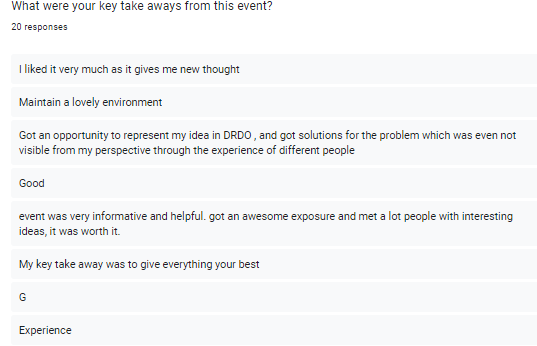 What were your key take aways from this event?
20 responses
I liked it very much as it gives me new thought
Maintain a lovely environment
Got an opportunity to represent my idea in DRDO , and got solutions for the problem which was even not
visible from my perspective through the experience of different people
Good
event was very informative and helpful. got an awesome exposure and met a lot people with interesting
ideas, it was worth it.
My key take away was to give everything your best
G
Experience